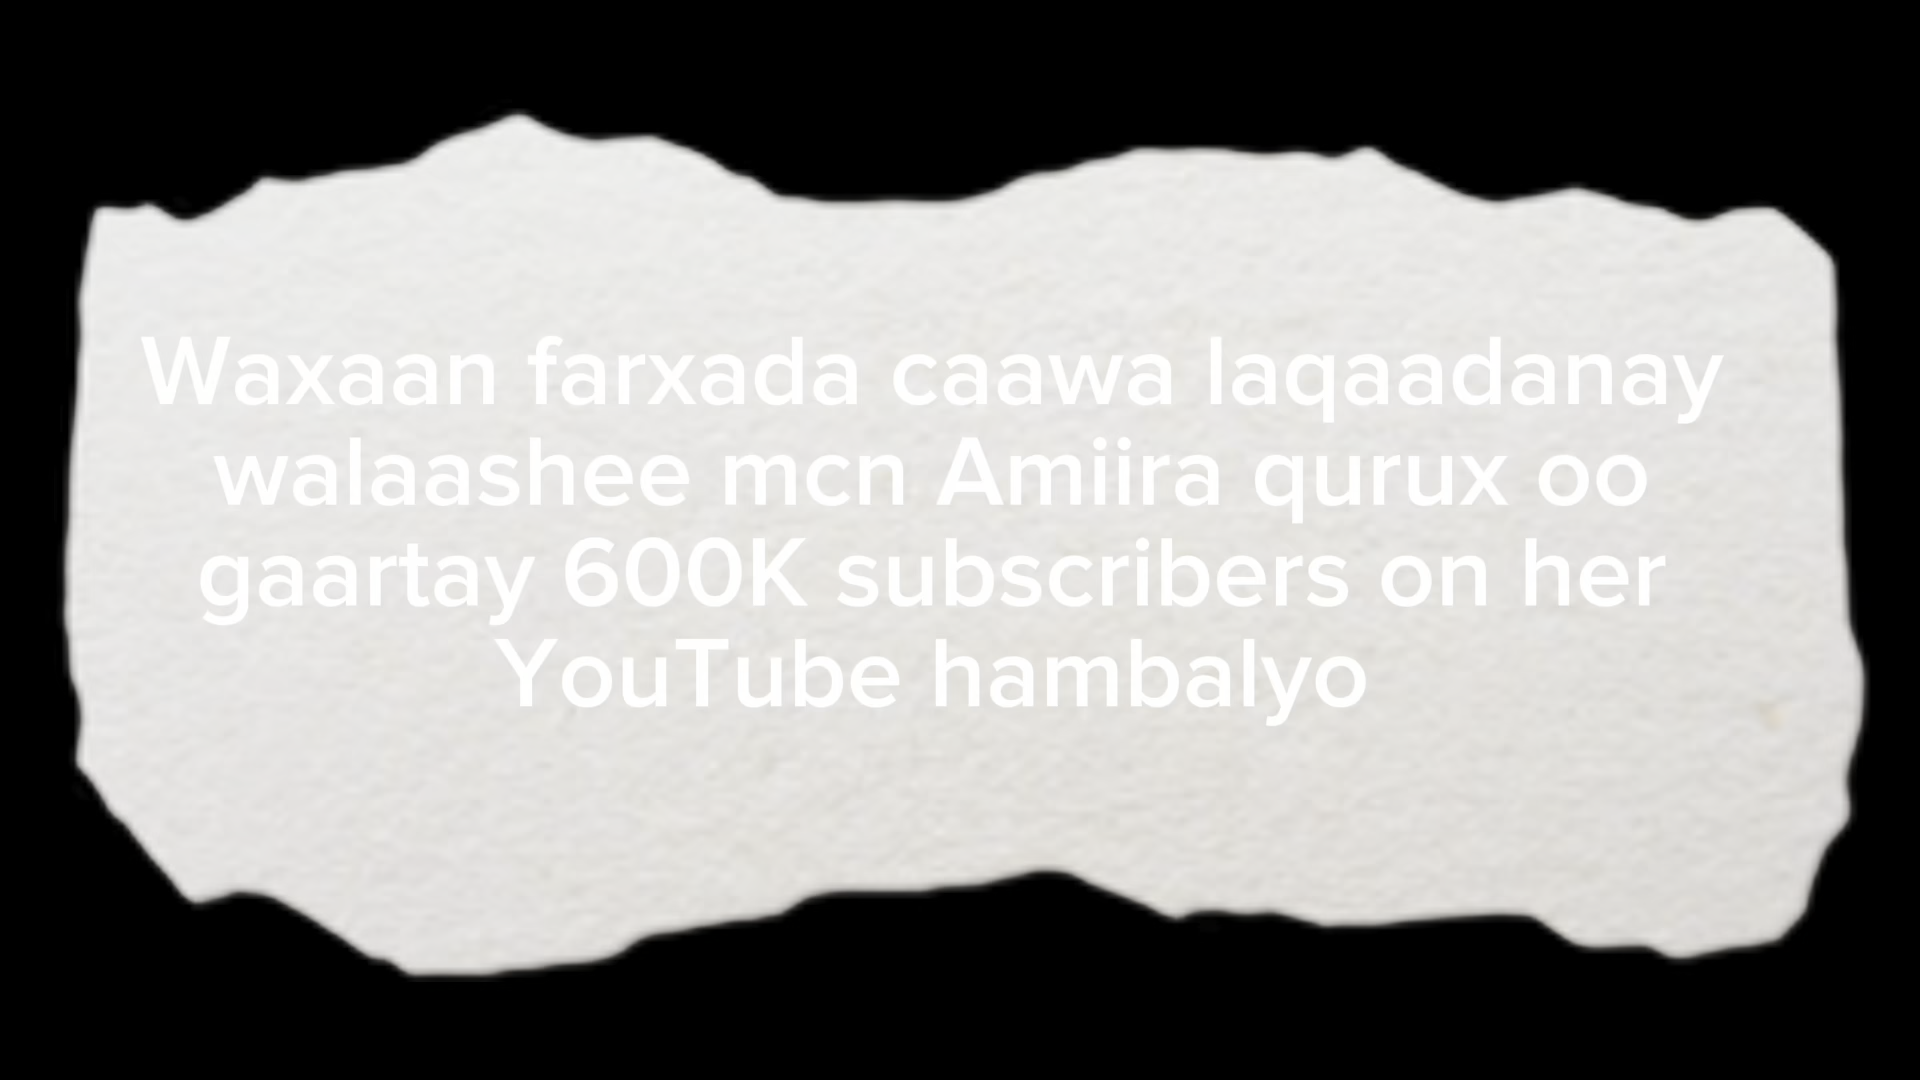 Waxaan farxada caawa laqaadanay
walaashee mcn Amiira qurux oo
gaartay 600K subscribers on her
YouTube hambalyo